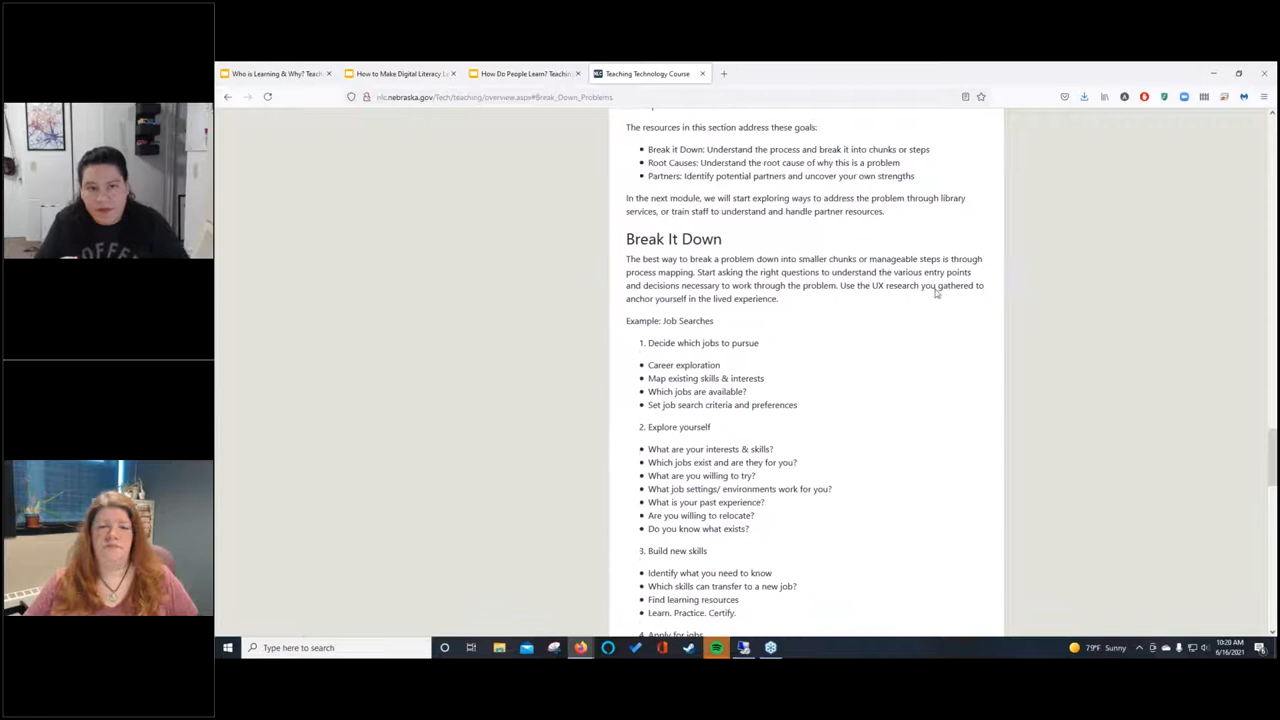 Who is Learning & Why? Teach
How to Make Digital Literacy L
How Do People Learn? Teachin
NLC
Teaching Technology Course
nlc.nebraska.gov/Tech/teaching/overview.aspx#Break_Down_Problems
The resources in this section address these goals:
• Break it Down: Understand the process and break it into chunks or steps
• Root Causes: Understand the root cause of why this is a problem
• Partners: Identify potential partners and uncover your own strengths
In the next module, we will start exploring ways to address the problem through library
services, or train staff to understand and handle partner resources.
Break It Down
The best way to break a problem down into smaller chunks or manageable steps is through
process mapping. Start asking the right questions to understand the various entry points
and decisions necessary to work through the problem. Use the UX research you gathered to
anchor yourself in the lived experience.
Example: Job Searches
1. Decide which jobs to pursue
• Career exploration
• Map existing skills & interests
• Which jobs are available?
• Set job search criteria and preferences
2. Explore yourself
• What are your interests & skills?
• Which jobs exist and are they for you?
• What are you willing to try?
• What job settings/ environments work for you?
• What is your past experience?
• Are you willing to relocate?
• Do you know what exists?
3. Build new skills
• Identify what you need to know
• Which skills can transfer to a new job?
• Find learning resources
• Learn. Practice. Certify.
4. Apply for jobs
COFFEE
Type here to search
79°F Sunny
10:20 AM
6/16/2021